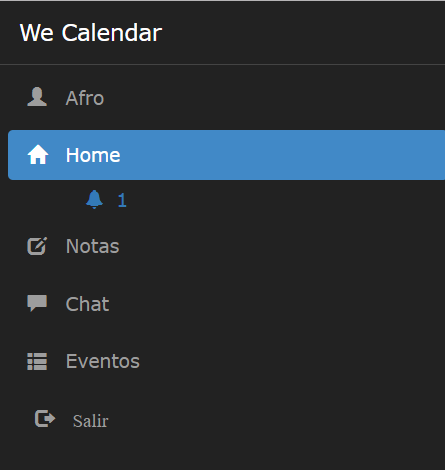 We Calendar
Afro
Home
1
Notas
Chat
Eventos
Salir